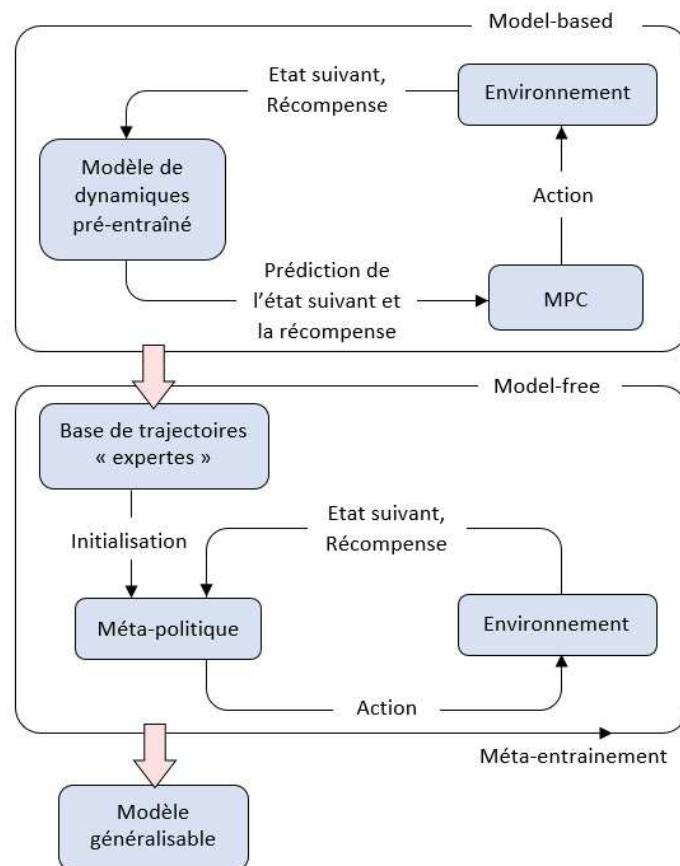 Model-based
Etat suivant,
Récompense
Environnement
Modèle de
dynamiques
pré-entraîné
Action
Prédiction de
l'état suivant et
la récompense
MPC
Model-free
Base de trajectoires
« expertes »
Etat suivant,
Récompense
Initialisation
Méta-politique
Environnement
Action
Méta-entrainement
Modèle
généralisable